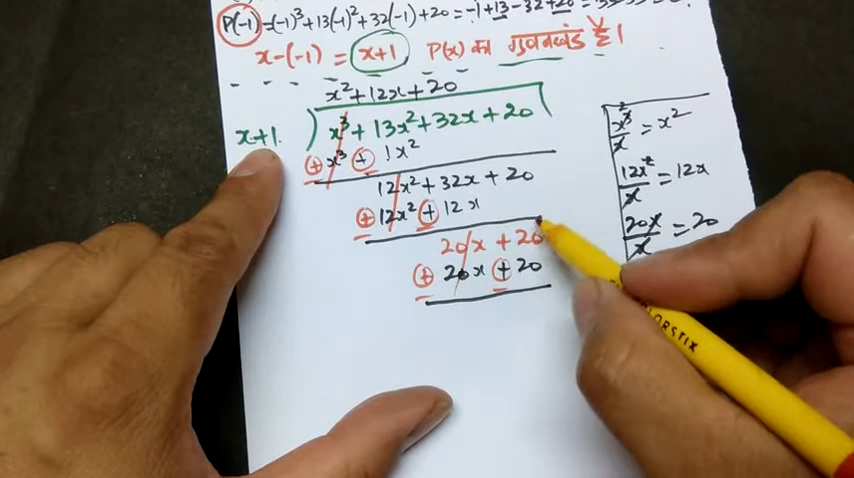 P(-1) = (-1)³ + 13(-1)² + 32(-1) + 20 = -1 + 13 - 32 + 20 =
x - (-1) = x+1 P(x) का गुणनखंड है।
x² + 12x + 20
x+1 ) x³ + 13x² + 32x + 20
x³ + 1x²
12x² + 32x + 20
12x² + 12x
20x + 20
20x + 20
x³/x = x²
12x²/x = 12x
20x/x = 20
ORSTIX